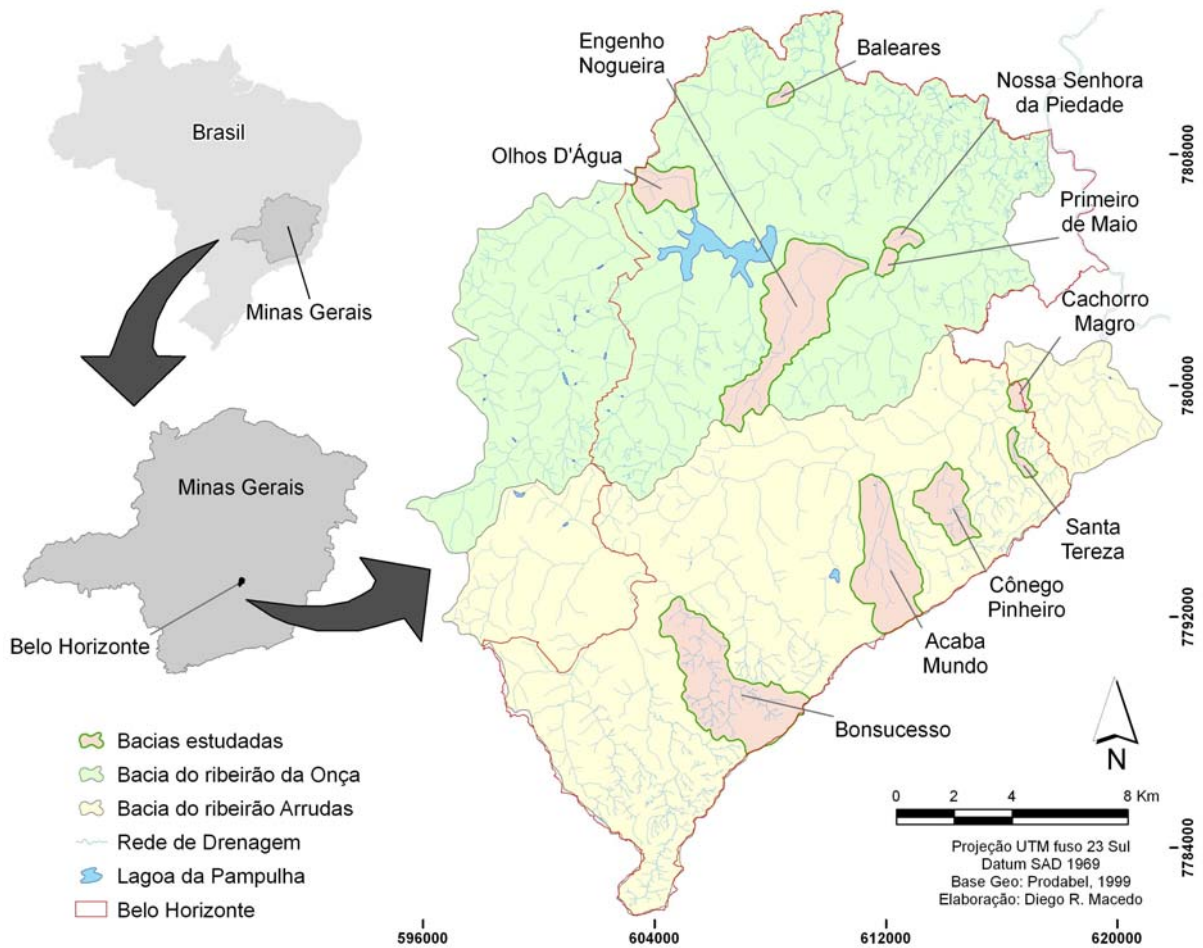 Brasil
Minas Gerais
Minas Gerais
Belo Horizonte
Engenho
Nogueira
Baleares
Nossa Senhora
da Piedade
Olhos D'Água
Primeiro
de Maio
Cachorro
Magro
Santa
Tereza
Cônego
Pinheiro
Acaba
Mundo
Bonsucesso
7808000
7800000
7732000
7784000
Bacias estudadas
Bacia do ribeirão da Onça
Bacia do ribeirão Arrudas
Rede de Drenagem
Lagoa da Pampulha
Belo Horizonte
N
0 2 4 8 Km
Projeção UTM fuso 23 Sul
Datum SAD 1969
Base Geo: Prodabel, 1999
Elaboração: Diego R. Macedo
596000 604000 612000 620000